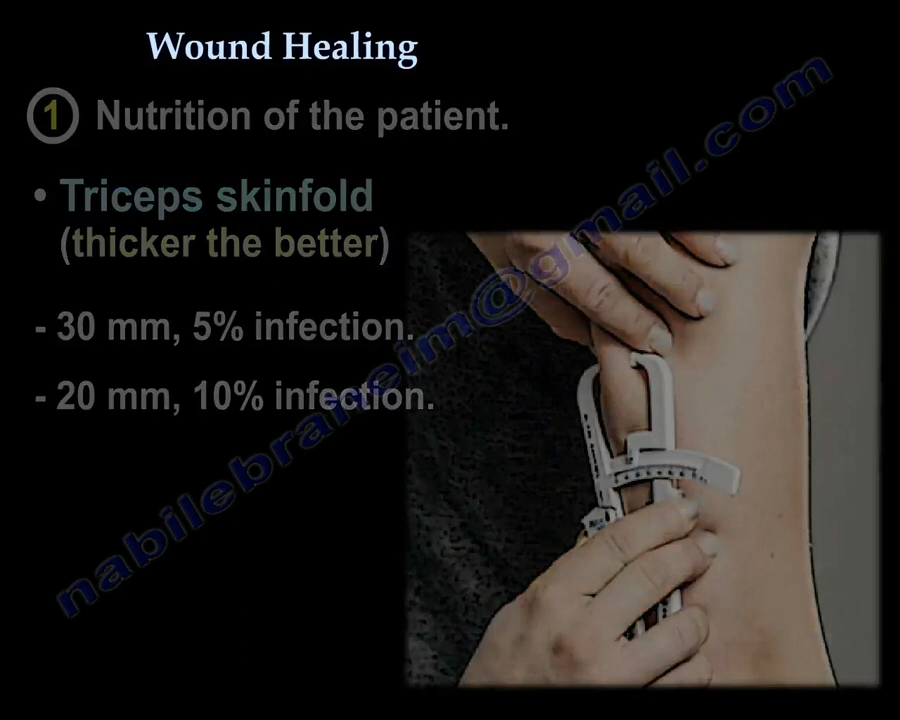 Wound Healing
1 Nutrition of the patient.
• Triceps skinfold
(thicker the better)
- 30 mm, 5% infection.
- 20 mm, 10% infection.
nabilebraheim@gmail.com